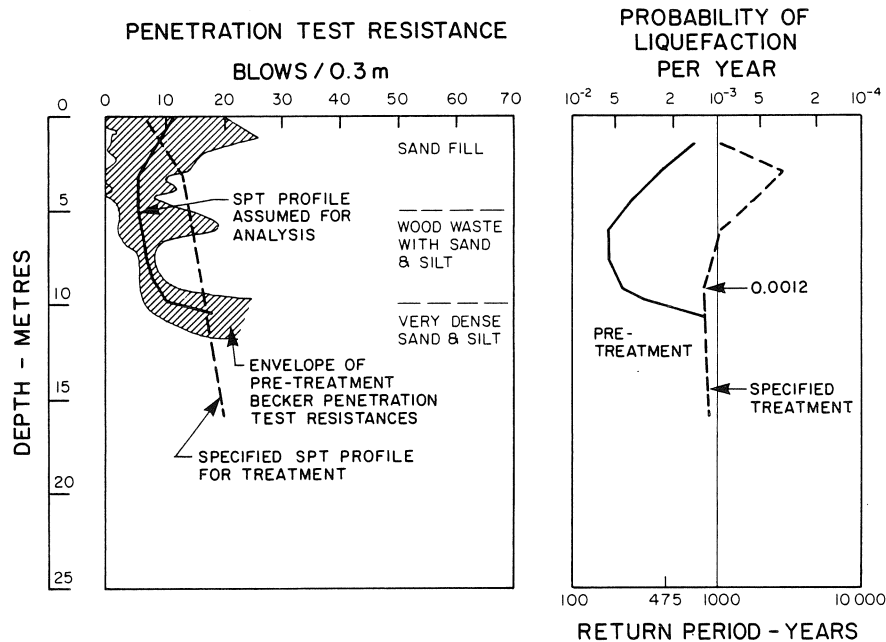 PENETRATION TEST RESISTANCE
BLOWS / 0.3 m
0 10 20 30 40 50 60 70
0
5
10
15
20
25
DEPTH - METRES
SAND FILL
WOOD WASTE
WITH SAND
& SILT
VERY DENSE
SAND & SILT
SPT PROFILE
ASSUMED FOR
ANALYSIS
ENVELOPE OF
PRE-TREATMENT
BECKER PENETRATION
TEST RESISTANCES
SPECIFIED SPT PROFILE
FOR TREATMENT
PROBABILITY OF
LIQUEFACTION
PER YEAR
10⁻² 5 2 10⁻³ 5 2 10⁻⁴
0.0012
PRE-
TREATMENT
SPECIFIED
TREATMENT
100 475 1000 10 000
RETURN PERIOD - YEARS